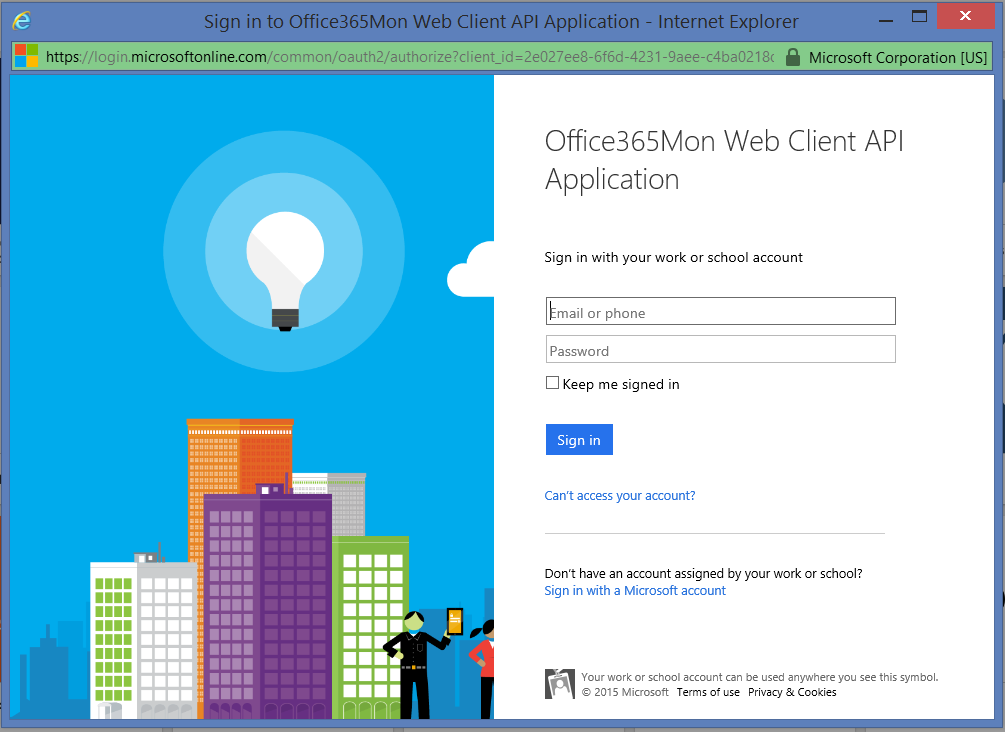 Sign in to Office365Mon Web Client API Application - Internet Explorer
https://login.microsoftonline.com/common/oauth2/authorize?client_id=2e027ee8-6f6d-4231-9aee-c4ba0218c Microsoft Corporation [US]
Office365Mon Web Client API
Application
Sign in with your work or school account
Email or phone
Password
Keep me signed in
Sign in
Can't access your account?
Don't have an account assigned by your work or school?
Sign in with a Microsoft account
Your work or school account can be used anywhere you see this symbol.
© 2015 Microsoft Terms of use Privacy & Cookies